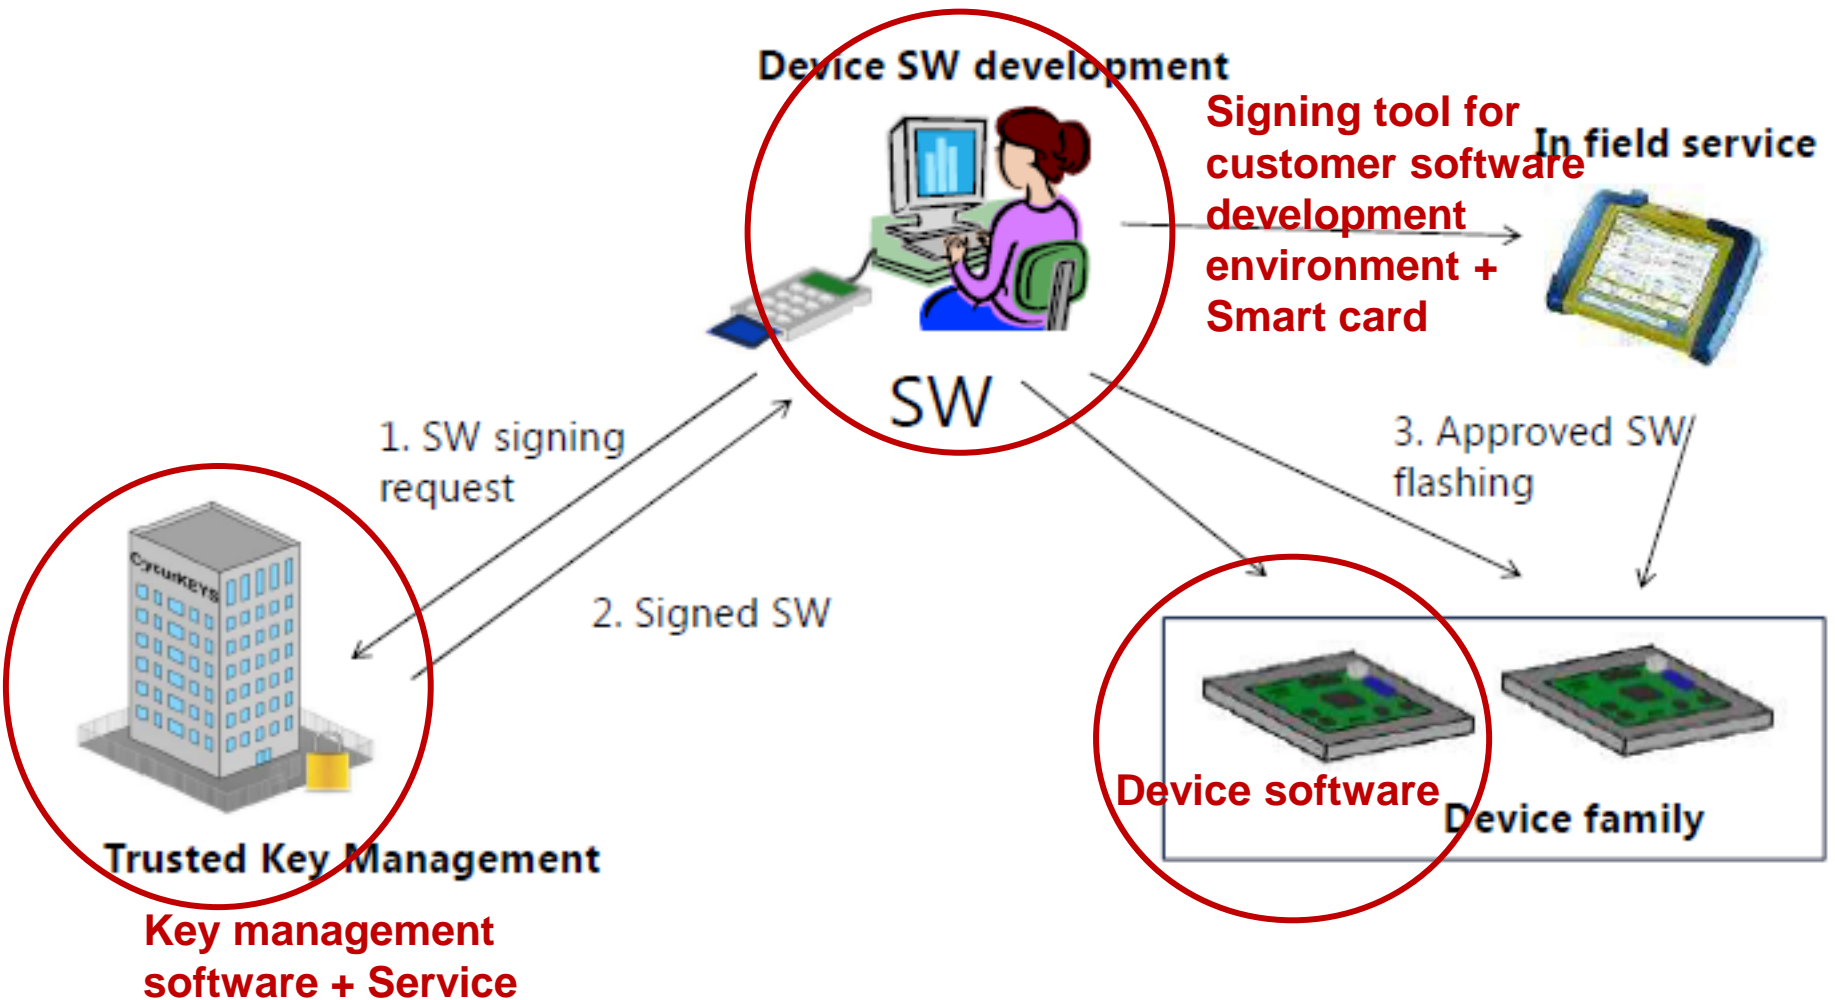 Device SW development
Signing tool for
customer software
development
environment +
Smart card
In field service
SW
1. SW signing
request
2. Signed SW
3. Approved SW
flashing
CycurKEYS
Trusted Key Management
Key management
software + Service
Device software
Device family